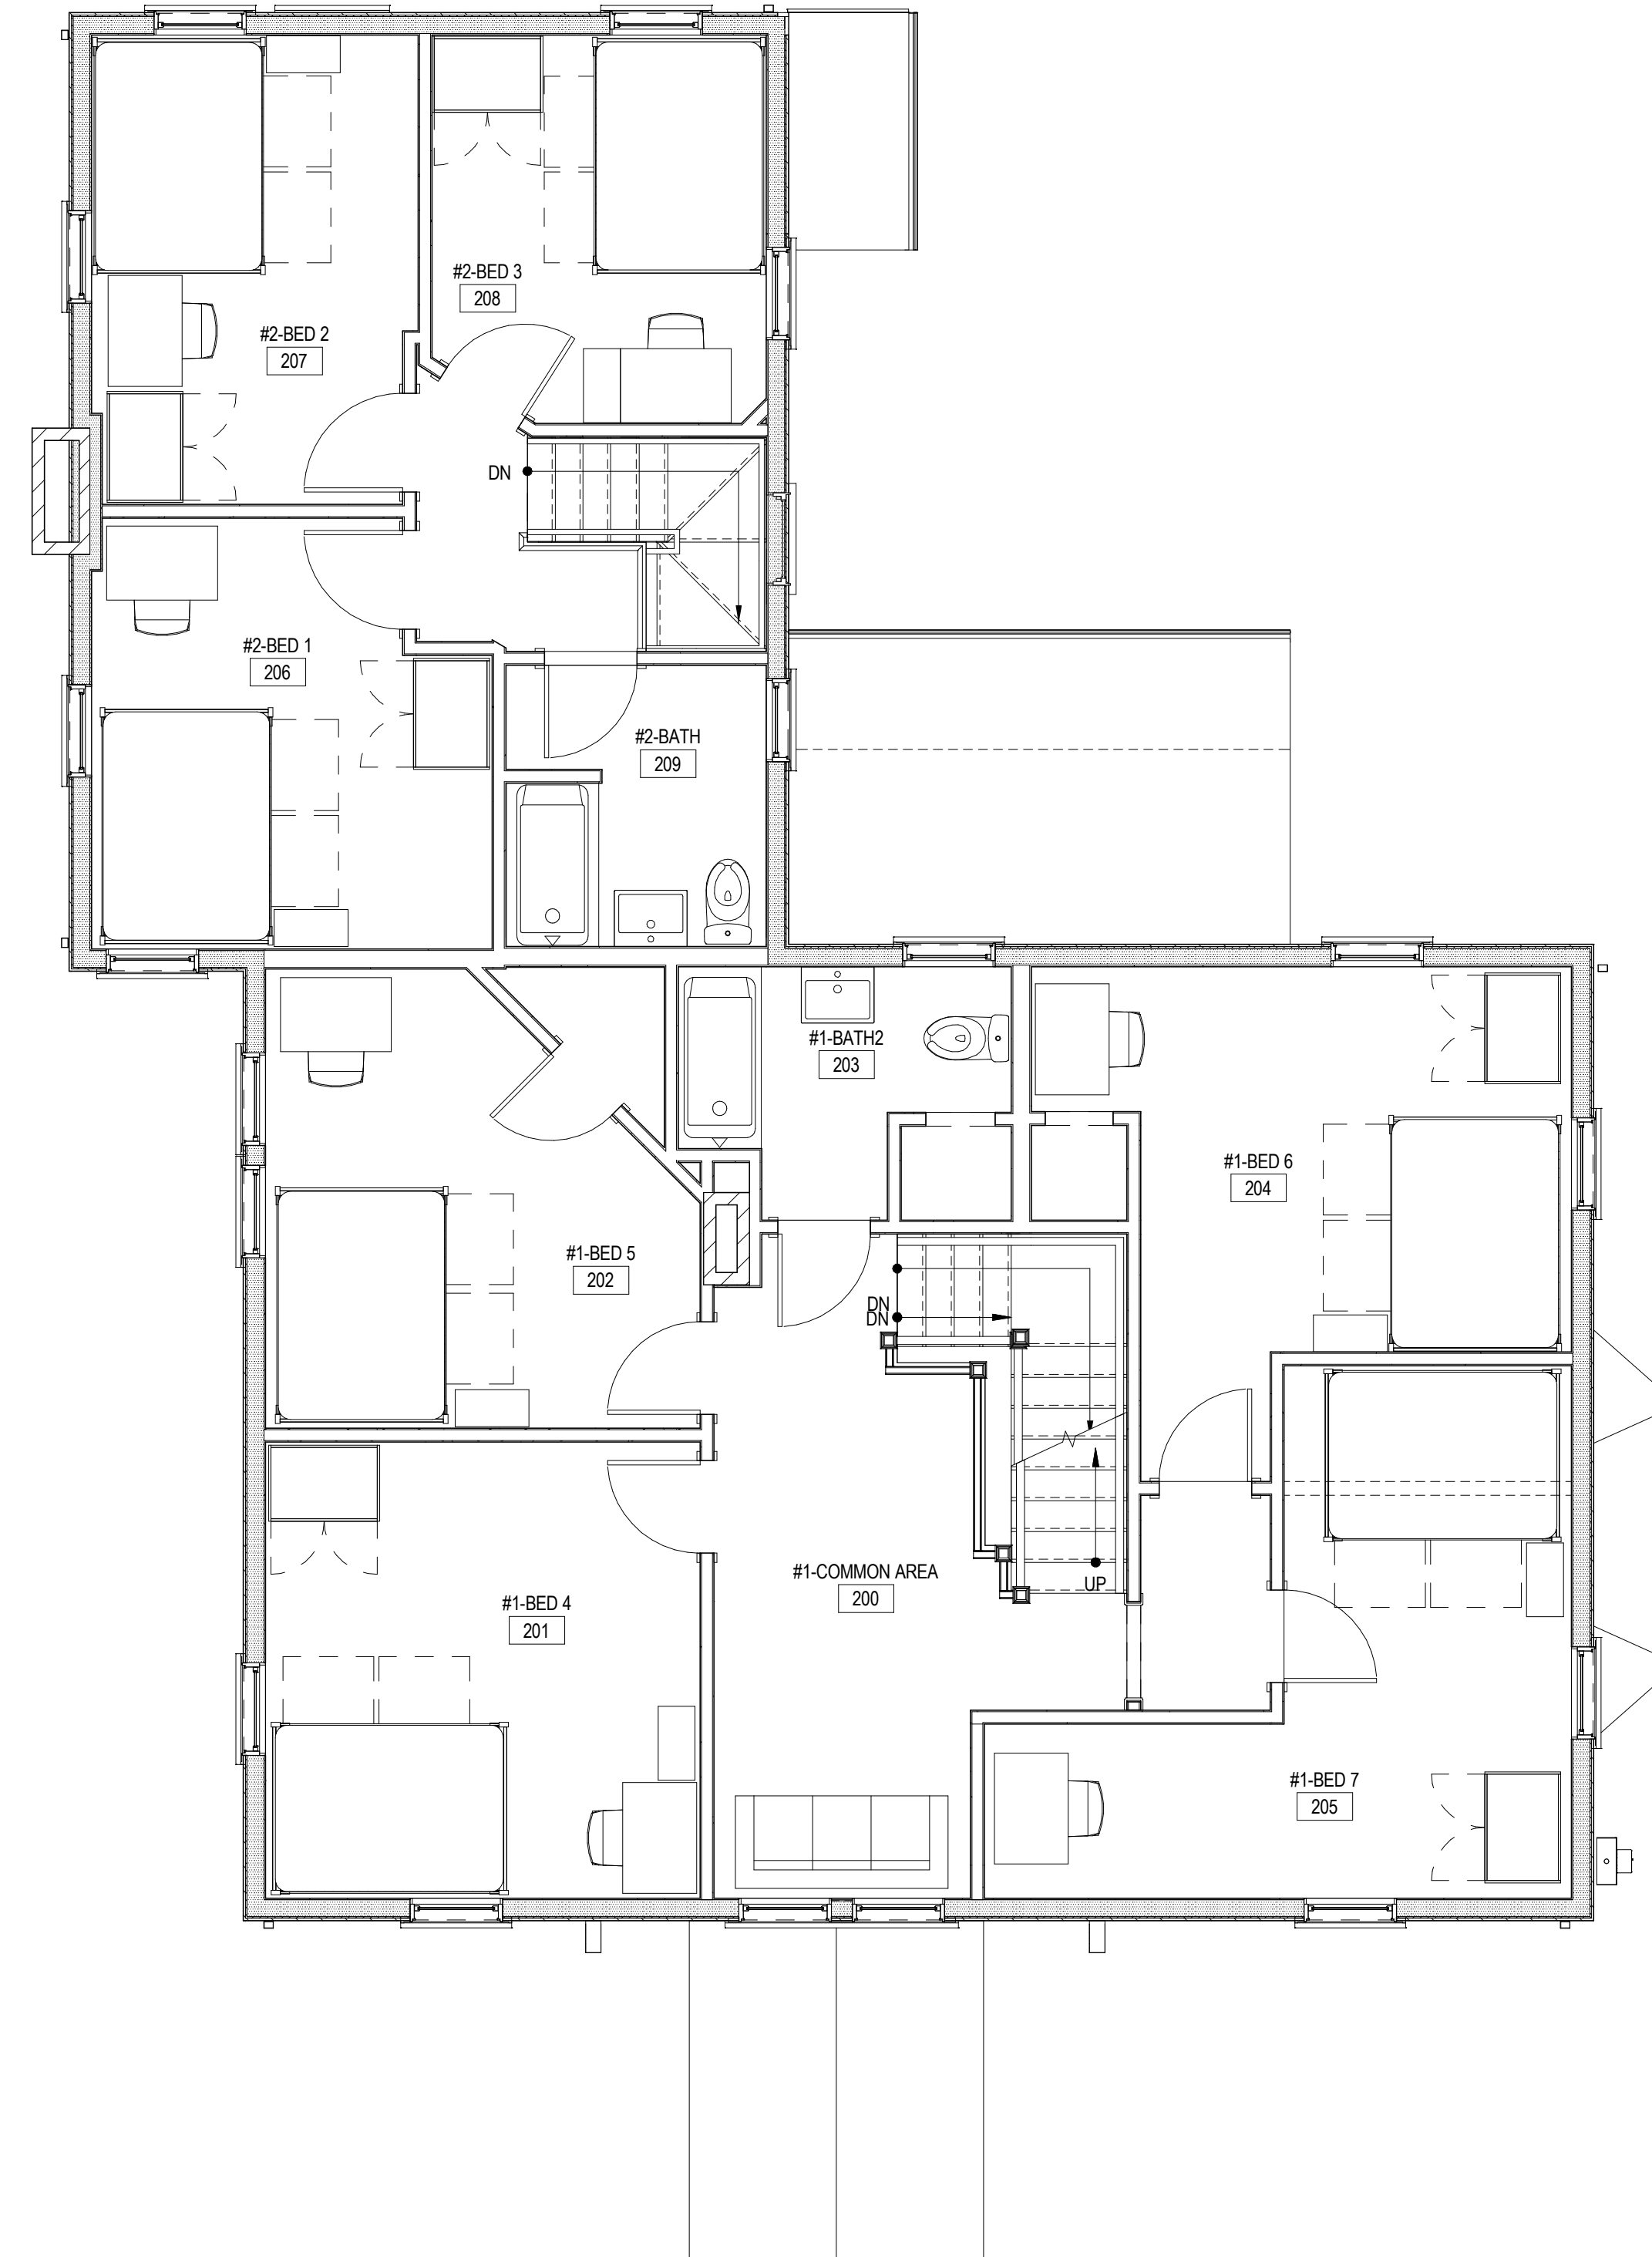 #2-BED 3
208
#2-BED 2
207
DN
#2-BED 1
206
#2-BATH
209
#1-BATH2
203
#1-BED 6
204
#1-BED 5
202
DN
DN
#1-COMMON AREA
200
UP
#1-BED 4
201
#1-BED 7
205